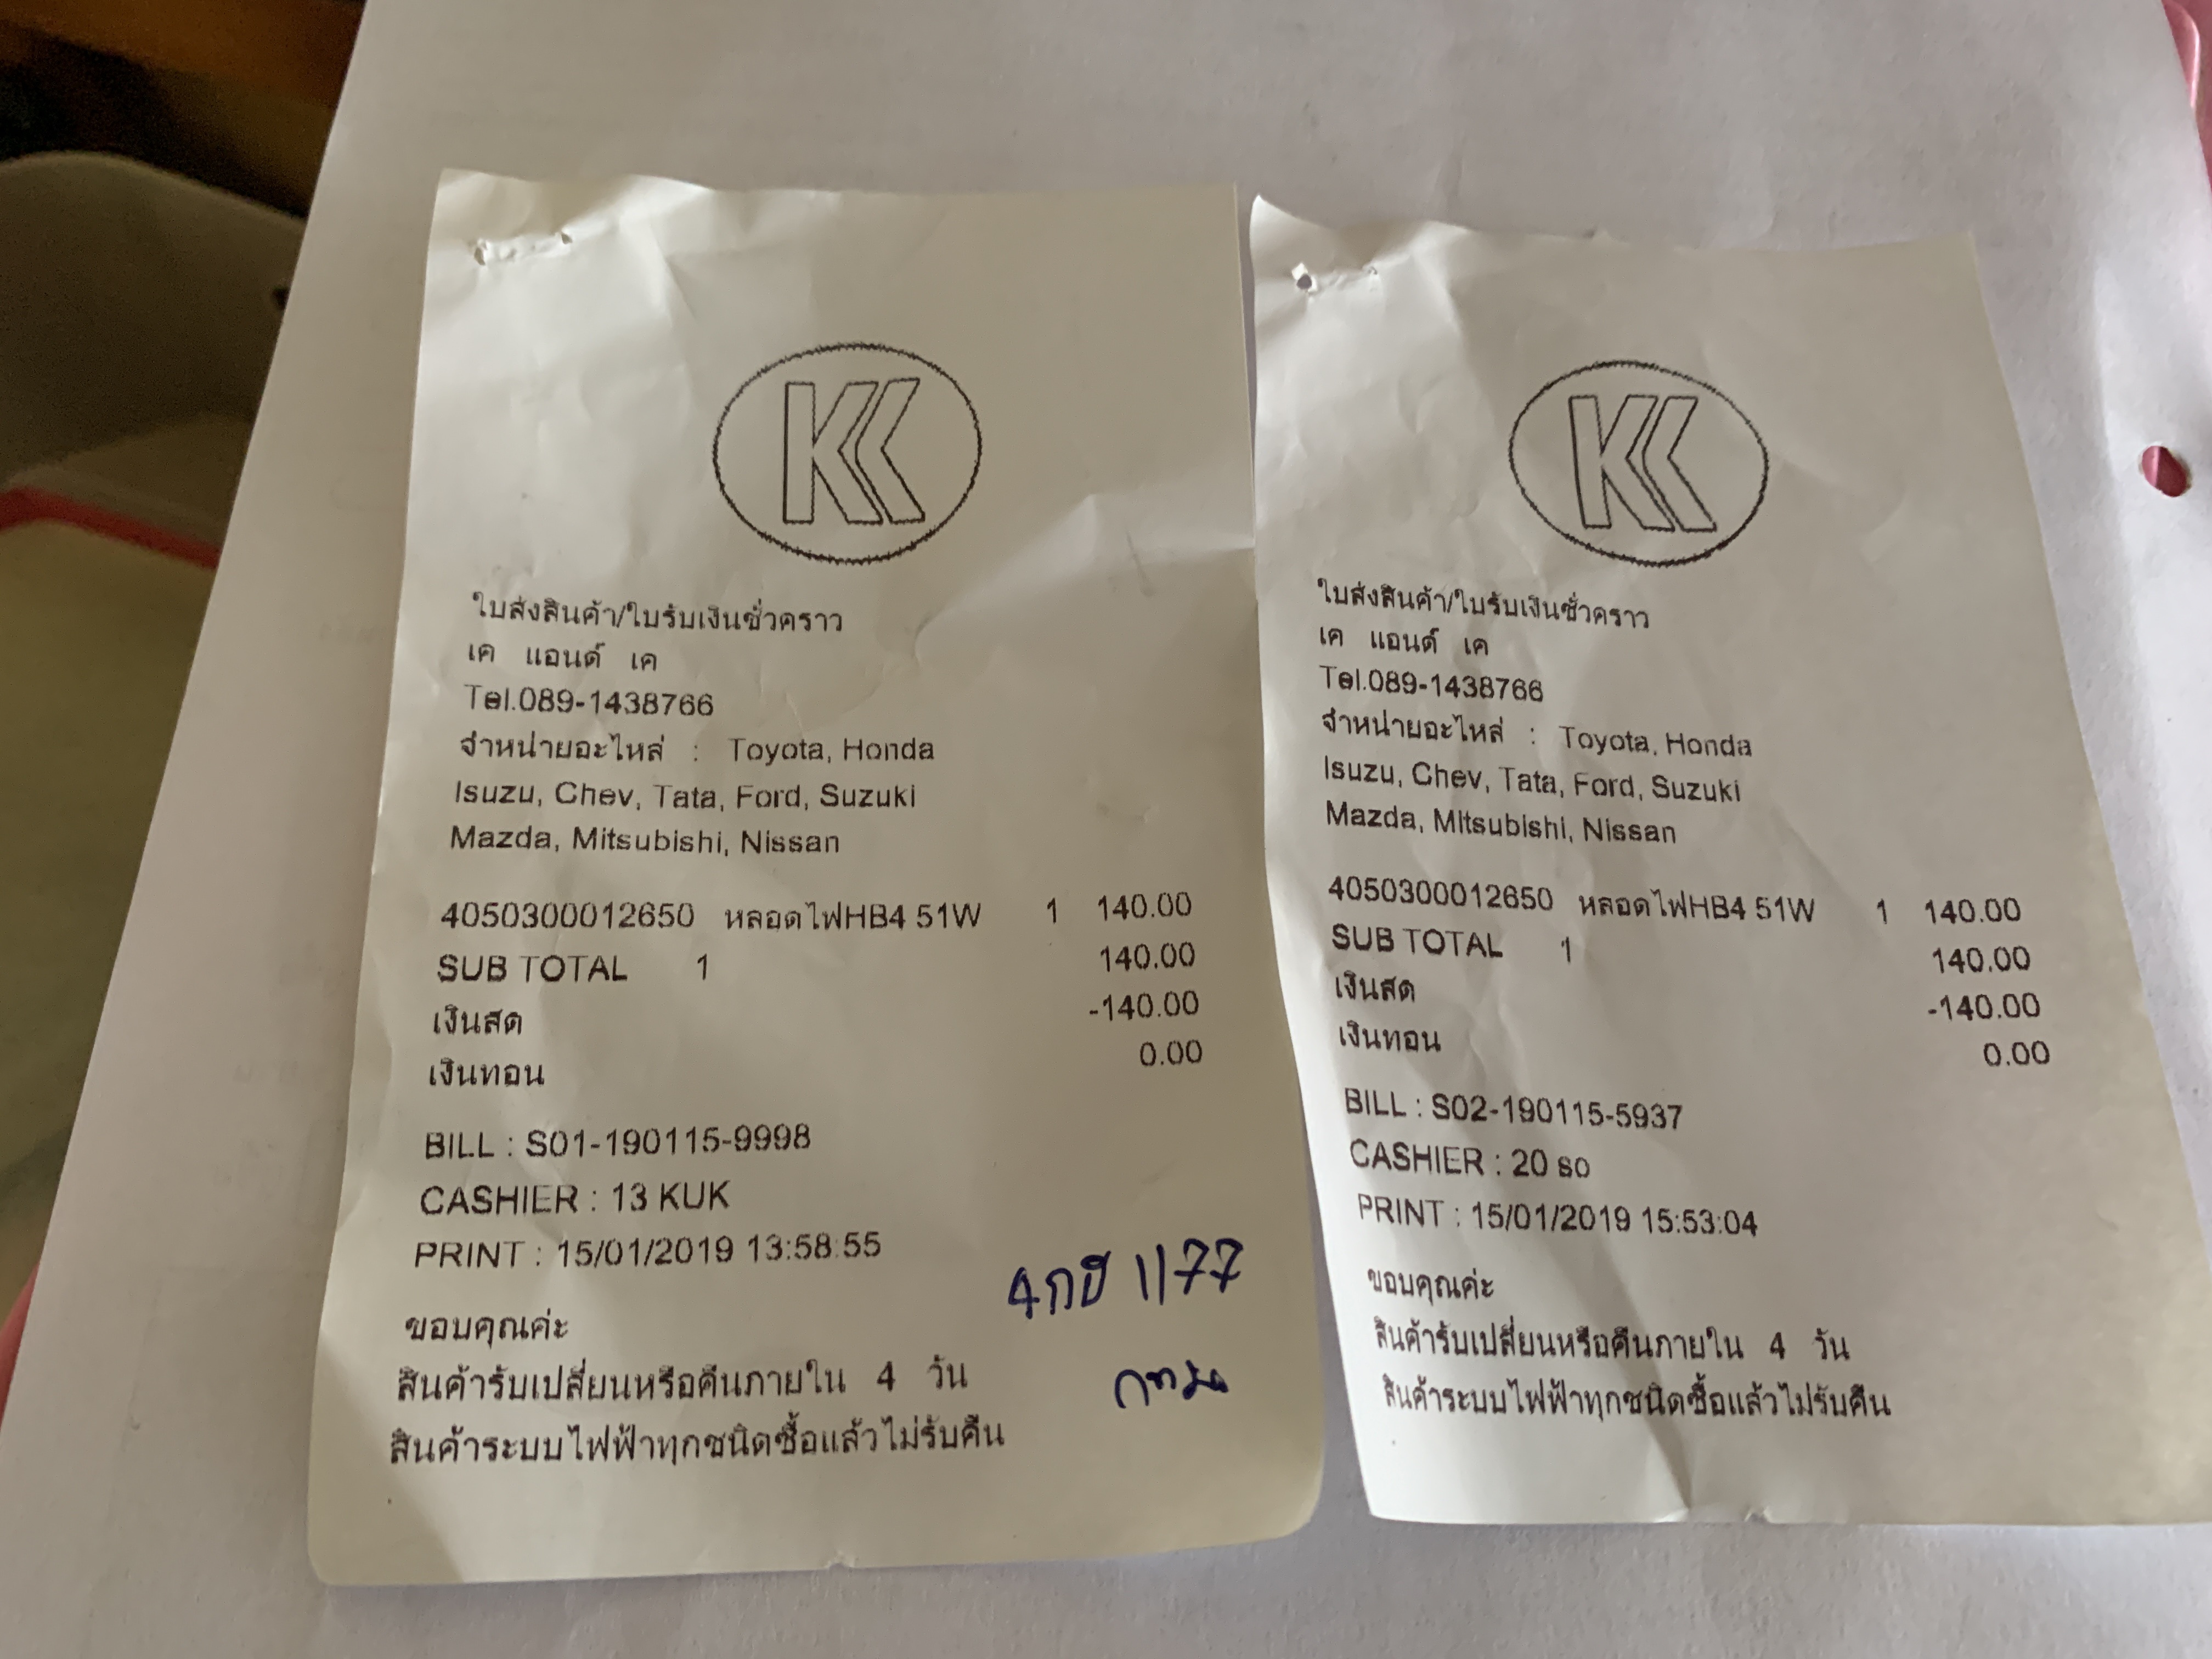 KK
ใบส่งสินค้า/ใบรับเงินชั่วคราว
เค แอนด์ เค
Tel.089-1438766
จำหน่ายอะไหล่ : Toyota, Honda
Isuzu, Chev, Tata, Ford, Suzuki
Mazda, Mitsubishi, Nissan
4050300012650 หลอดไฟHB4 51W 1 140.00
SUB TOTAL 1 140.00
เงินสด -140.00
เงินทอน 0.00
BILL : S01-190115-9998
CASHIER : 13 KUK
PRINT : 15/01/2019 13:58:55
4กช 1177
กทม
ขอบคุณค่ะ
สินค้ารับเปลี่ยนหรือคืนภายใน 4 วัน
สินค้าระบบไฟฟ้าทุกชนิดซื้อแล้วไม่รับคืน
KK
ใบส่งสินค้า/ใบรับเงินชั่วคราว
เค แอนด์ เค
Tel.089-1438766
จำหน่ายอะไหล่ : Toyota, Honda
Isuzu, Chev, Tata, Ford, Suzuki
Mazda, Mitsubishi, Nissan
4050300012650 หลอดไฟHB4 51W 1 140.00
SUB TOTAL 1 140.00
เงินสด -140.00
เงินทอน 0.00
BILL : S02-190115-5937
CASHIER : 20 so
PRINT : 15/01/2019 15:53:04
ขอบคุณค่ะ
สินค้ารับเปลี่ยนหรือคืนภายใน 4 วัน
สินค้าระบบไฟฟ้าทุกชนิดซื้อแล้วไม่รับคืน